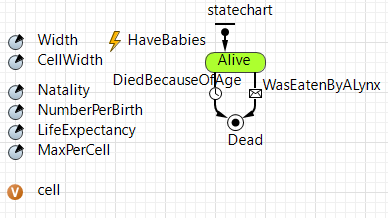 statechart
Width
HaveBabies
CellWidth
Alive
DiedBecauseOfAge
WasEatenByALynx
Natality
NumberPerBirth
LifeExpectancy
MaxPerCell
Dead
V
cell